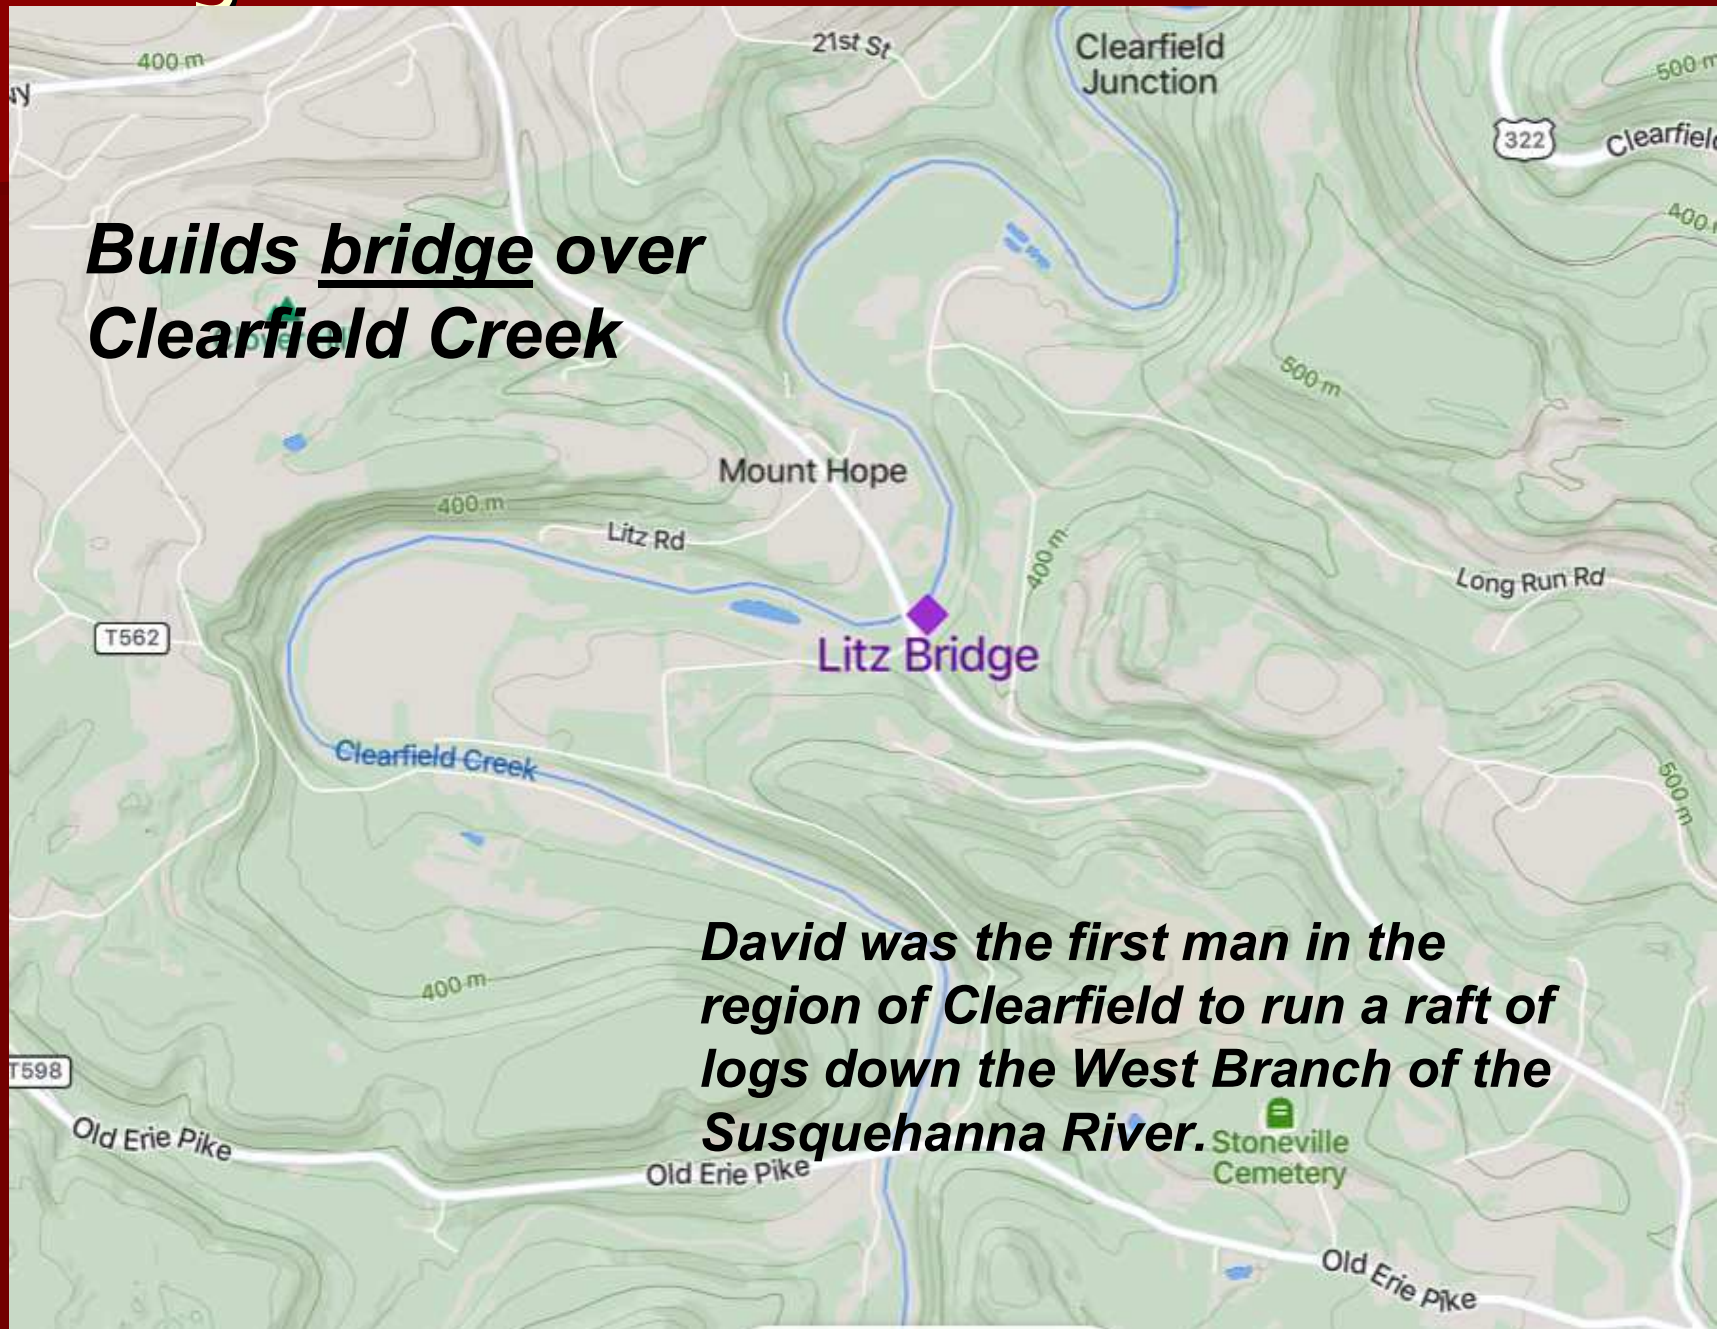 400 m
21st St
Clearfield
Junction
500 m
322
Clearfield
400
Builds bridge over
Clearfield Creek
500 m
Mount Hope
400 m
Litz Rd
400 m
Long Run Rd
T562
Litz Bridge
Clearfield Creek
500 m
David was the first man in the
region of Clearfield to run a raft of
logs down the West Branch of the
Susquehanna River.
400 m
T598
Stoneville
Cemetery
Old Erie Pike
Old Erie Pike
Old Erie Pike